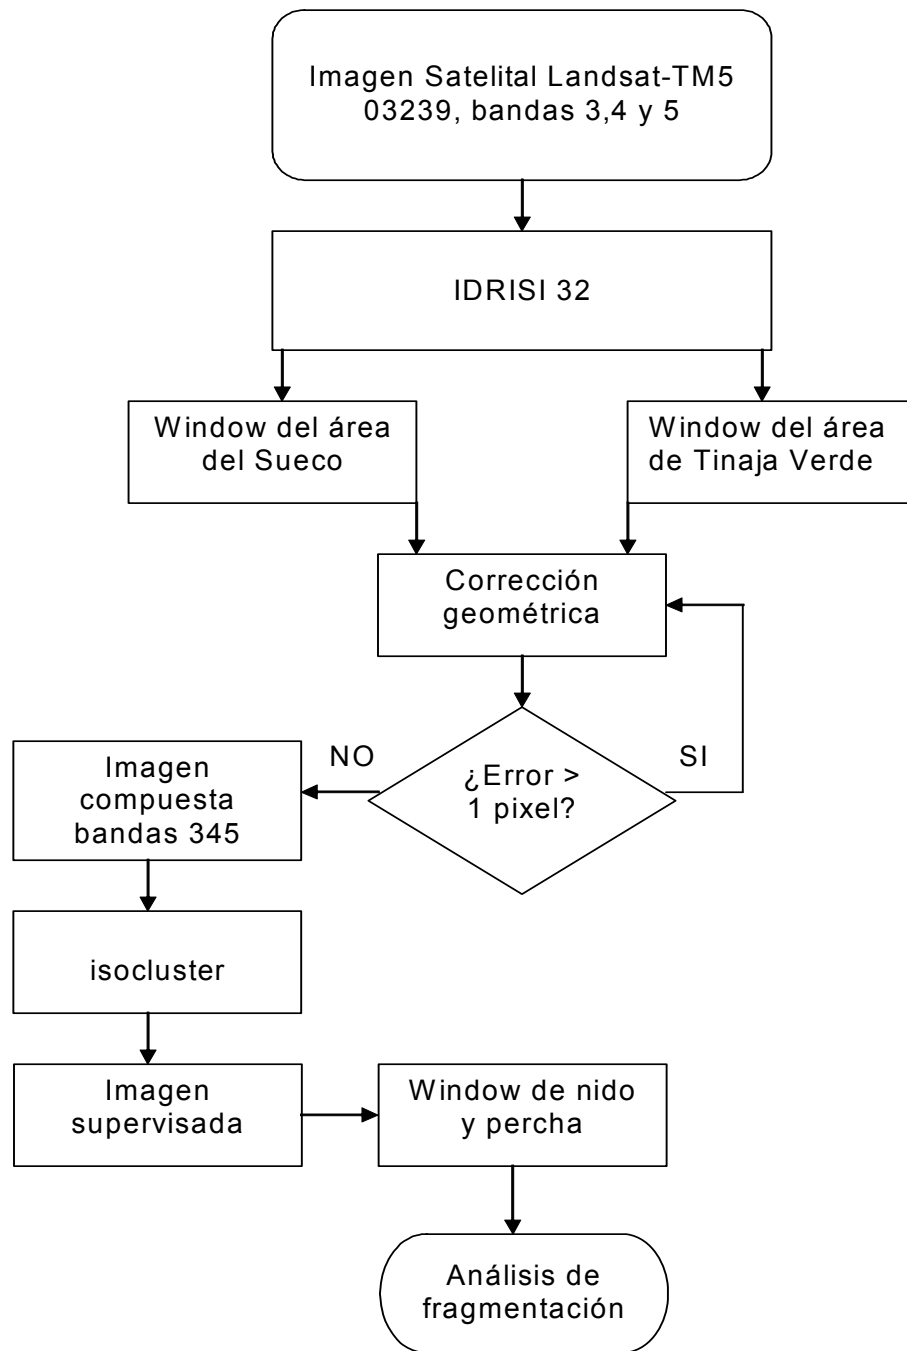 Imagen Satelital Landsat-TM5
03239, bandas 3,4 y 5
IDRISI 32
Window del área
del Sueco
Window del área
de Tinaja Verde
Corrección
geométrica
¿Error >
1 pixel?
NO
SI
Imagen
compuesta
bandas 345
isocluster
Imagen
supervisada
Window de nido
y percha
Análisis de
fragmentación